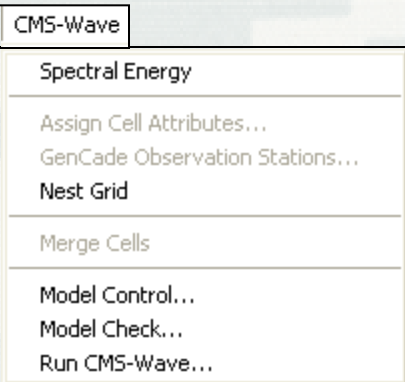 CMS-Wave
Spectral Energy
Assign Cell Attributes...
GenCade Observation Stations...
Nest Grid
Merge Cells
Model Control...
Model Check...
Run CMS-Wave...